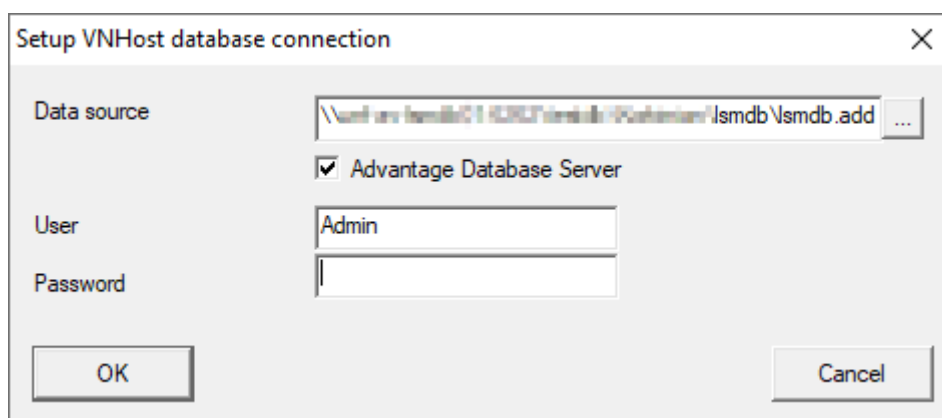 Setup VNHost database connection
Data source
\\ \lsmdb\lsmdb.add
...
Advantage Database Server
User
Admin
Password
OK
Cancel